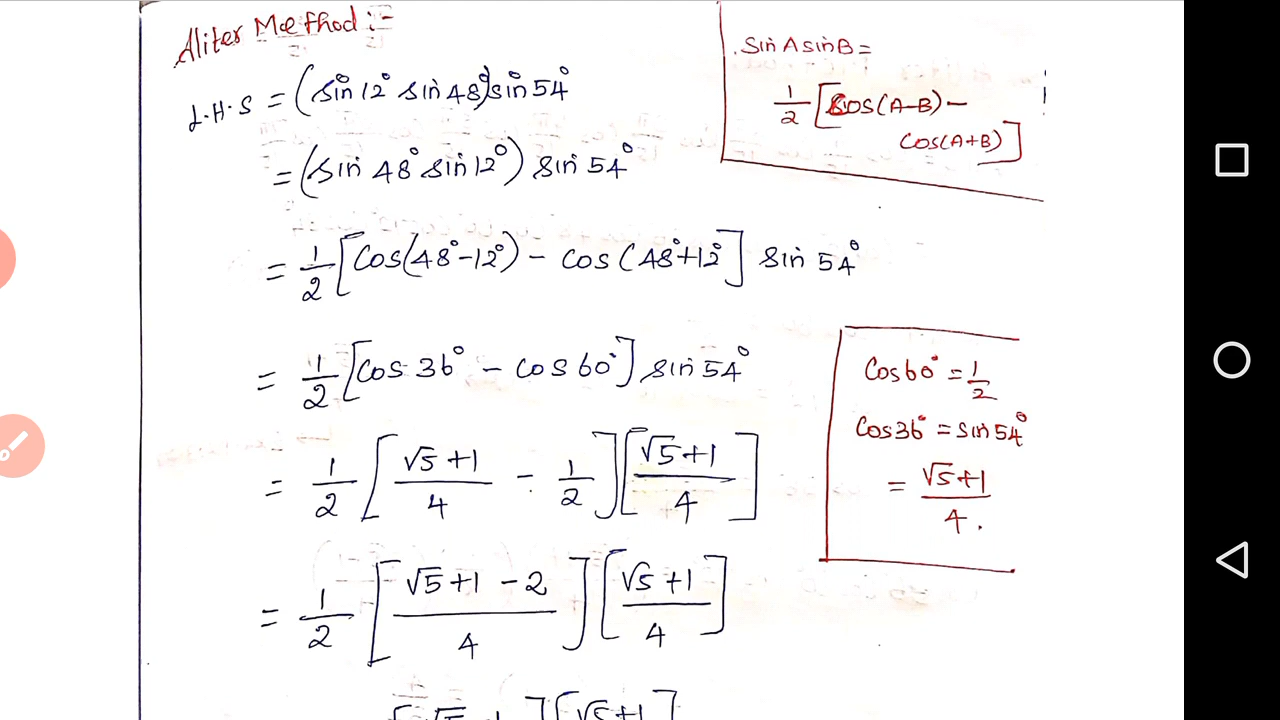 Aliter Method :-
L.H.S = (sin 12° sin 48°) sin 54°
= (sin 48° sin 12°) sin 54°
= 1/2 [cos(48°-12°) - cos(48°+12°] sin 54°
= 1/2 [cos 36° - cos 60°] sin 54°
= 1/2 [√5+1/4 - 1/2] [√5+1/4]
= 1/2 [√5+1-2/4] [√5+1/4]
√5+1
sin A sin B =
1/2 [cos(A-B) -
cos(A+B)]
cos 60° = 1/2
cos 36° = sin 54°
= √5+1/4.